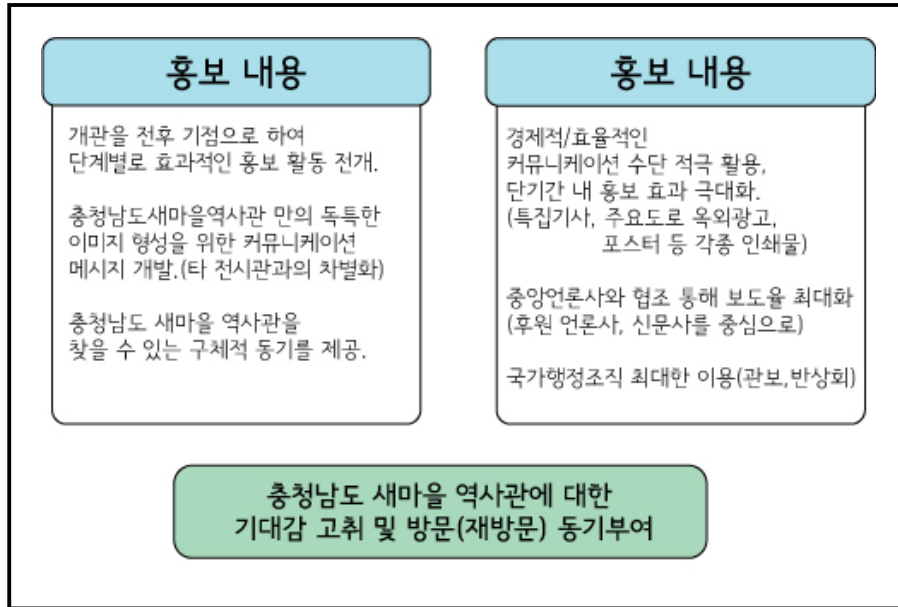 홍보 내용
개관을 전후 기점으로 하여
단계별로 효과적인 홍보 활동 전개.
충청남도새마을역사관 만의 독특한
이미지 형성을 위한 커뮤니케이션
메시지 개발.(타 전시관과의 차별화)
충청남도 새마을 역사관을
찾을 수 있는 구체적 동기를 제공.
홍보 내용
경제적/효율적인
커뮤니케이션 수단 적극 활용,
단기간 내 홍보 효과 극대화.
(특집기사, 주요도로 옥외광고,
포스터 등 각종 인쇄물)
중앙언론사와 협조 통해 보도율 최대화
(후원 언론사, 신문사를 중심으로)
국가행정조직 최대한 이용(관보,반상회)
충청남도 새마을 역사관에 대한
기대감 고취 및 방문(재방문) 동기부여